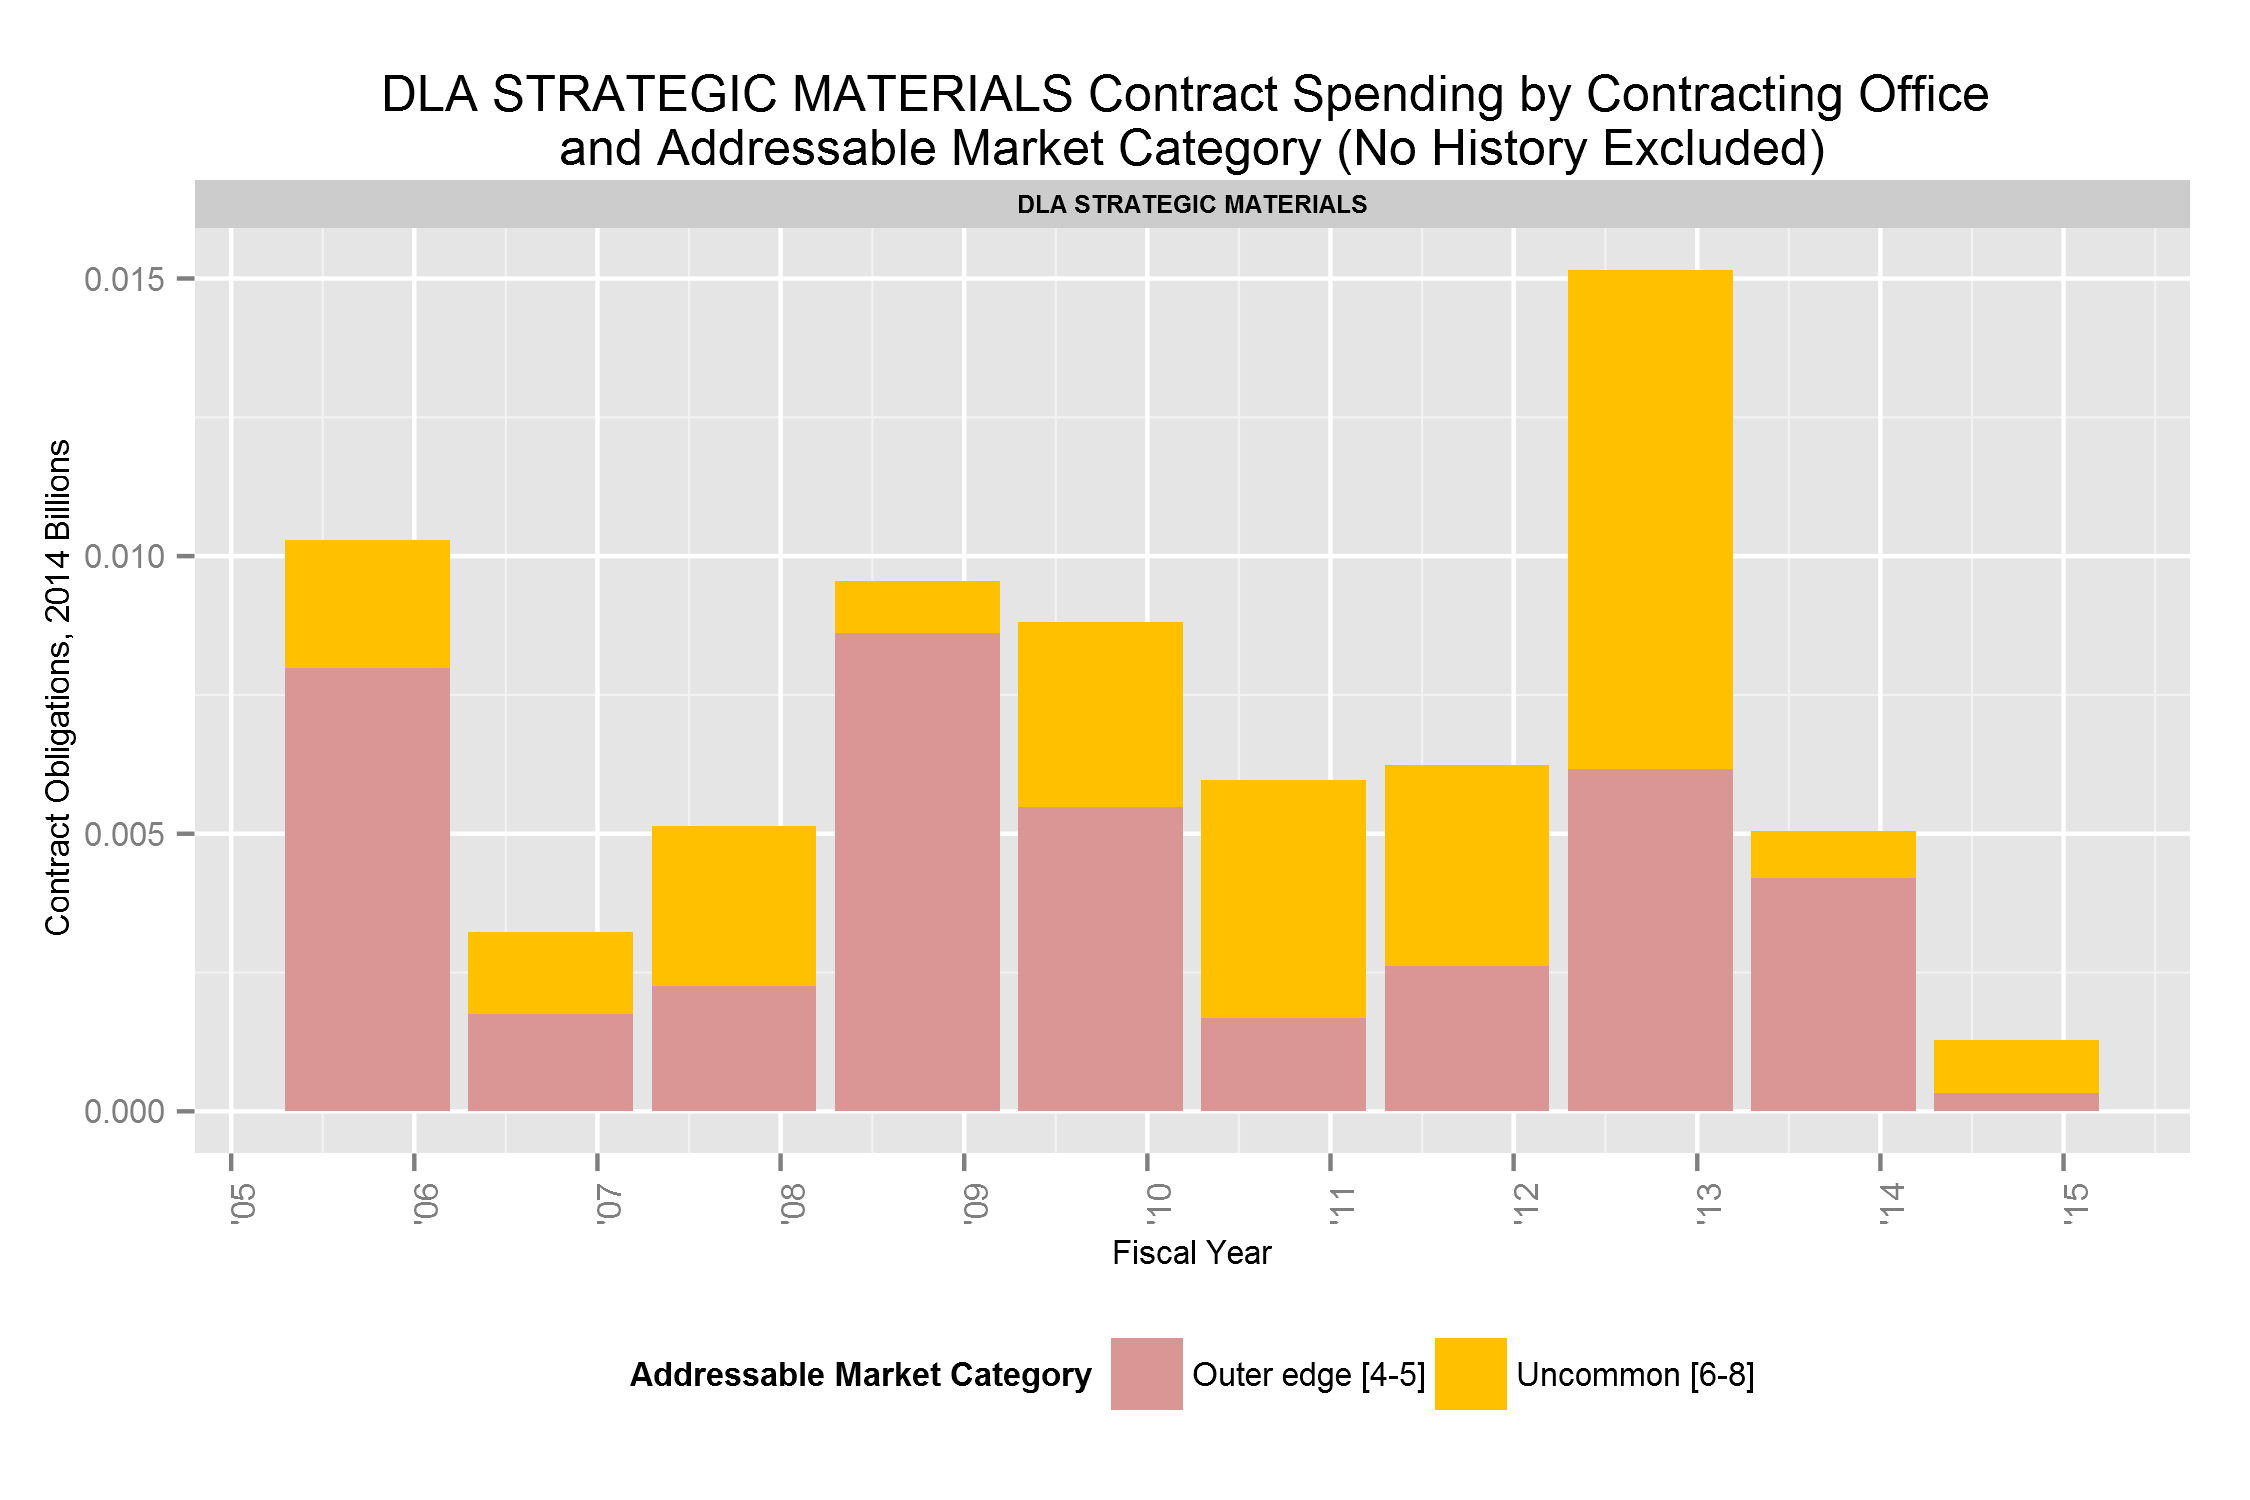 DLA STRATEGIC MATERIALS Contract Spending by Contracting Office
and Addressable Market Category (No History Excluded)
DLA STRATEGIC MATERIALS
Contract Obligations, 2014 Billions
0.015
0.010
0.005
0.000
'05 '06 '07 '08 '09 '10 '11 '12 '13 '14 '15
Fiscal Year
Addressable Market Category Outer edge [4-5] Uncommon [6-8]